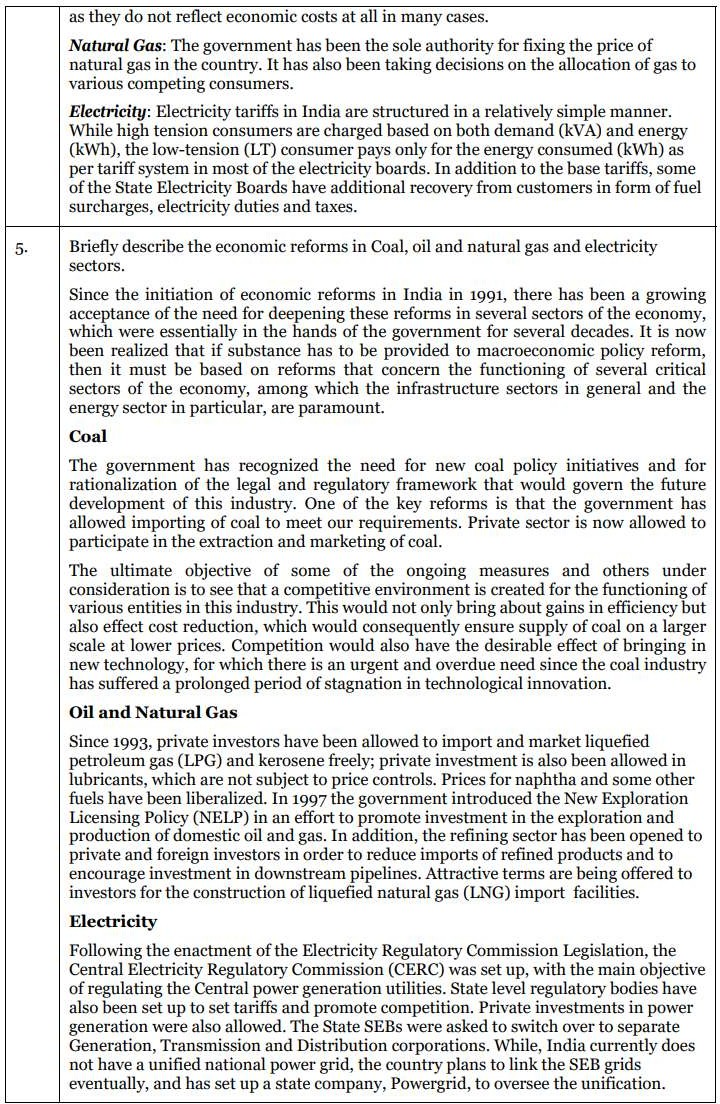 as they do not reflect economic costs at all in many cases.
Natural Gas: The government has been the sole authority for fixing the price of
natural gas in the country. It has also been taking decisions on the allocation of gas to
various competing consumers.
Electricity: Electricity tariffs in India are structured in a relatively simple manner.
While high tension consumers are charged based on both demand (kVA) and energy
(kWh), the low-tension (LT) consumer pays only for the energy consumed (kWh) as
per tariff system in most of the electricity boards. In addition to the base tariffs, some
of the State Electricity Boards have additional recovery from customers in form of fuel
surcharges, electricity duties and taxes.
5. Briefly describe the economic reforms in Coal, oil and natural gas and electricity
sectors.
Since the initiation of economic reforms in India in 1991, there has been a growing
acceptance of the need for deepening these reforms in several sectors of the economy,
which were essentially in the hands of the government for several decades. It is now
been realized that if substance has to be provided to macroeconomic policy reform,
then it must be based on reforms that concern the functioning of several critical
sectors of the economy, among which the infrastructure sectors in general and the
energy sector in particular, are paramount.
Coal
The government has recognized the need for new coal policy initiatives and for
rationalization of the legal and regulatory framework that would govern the future
development of this industry. One of the key reforms is that the government has
allowed importing of coal to meet our requirements. Private sector is now allowed to
participate in the extraction and marketing of coal.
The ultimate objective of some of the ongoing measures and others under
consideration is to see that a competitive environment is created for the functioning of
various entities in this industry. This would not only bring about gains in efficiency but
also effect cost reduction, which would consequently ensure supply of coal on a larger
scale at lower prices. Competition would also have the desirable effect of bringing in
new technology, for which there is an urgent and overdue need since the coal industry
has suffered a prolonged period of stagnation in technological innovation.
Oil and Natural Gas
Since 1993, private investors have been allowed to import and market liquefied
petroleum gas (LPG) and kerosene freely; private investment is also been allowed in
lubricants, which are not subject to price controls. Prices for naphtha and some other
fuels have been liberalized. In 1997 the government introduced the New Exploration
Licensing Policy (NELP) in an effort to promote investment in the exploration and
production of domestic oil and gas. In addition, the refining sector has been opened to
private and foreign investors in order to reduce imports of refined products and to
encourage investment in downstream pipelines. Attractive terms are being offered to
investors for the construction of liquefied natural gas (LNG) import facilities.
Electricity
Following the enactment of the Electricity Regulatory Commission Legislation, the
Central Electricity Regulatory Commission (CERC) was set up, with the main objective
of regulating the Central power generation utilities. State level regulatory bodies have
also been set up to set tariffs and promote competition. Private investments in power
generation were also allowed. The State SEBs were asked to switch over to separate
Generation, Transmission and Distribution corporations. While, India currently does
not have a unified national power grid, the country plans to link the SEB grids
eventually, and has set up a state company, Powergrid, to oversee the unification.